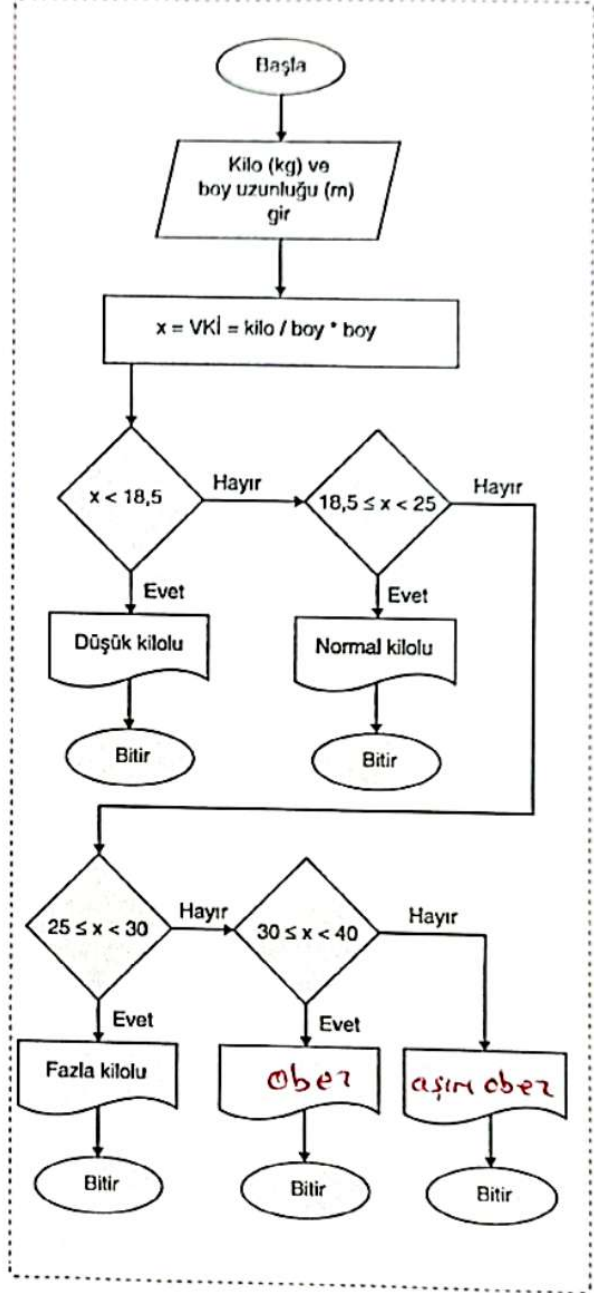 Başla
Kilo (kg) ve
boy uzunluğu (m)
gir
x = VKİ = kilo / boy * boy
x < 18,5
Hayır
18,5 ≤ x < 25
Hayır
Evet
Evet
Düşük kilolu
Normal kilolu
Bitir
Bitir
25 ≤ x < 30
Hayır
30 ≤ x < 40
Hayır
Evet
Evet
Fazla kilolu
obez
aşırı obez
Bitir
Bitir
Bitir